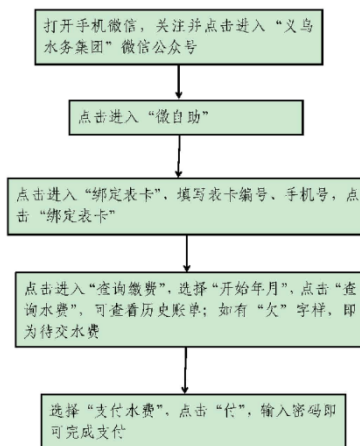 打开手机微信，关注并点击进入“义乌
水务集团”微信公众号
点击进入“微自助”
点击进入“绑定表卡”、填写表卡编号、手机号，点
击“绑定表卡”
点击进入“查询缴费”，选择“开始年月”、点击“查
询水费”，可查看历史账单；如有“欠”字样，即
为待交水费
选择“支付水费”、点击“付”，输入密码即
可完成支付